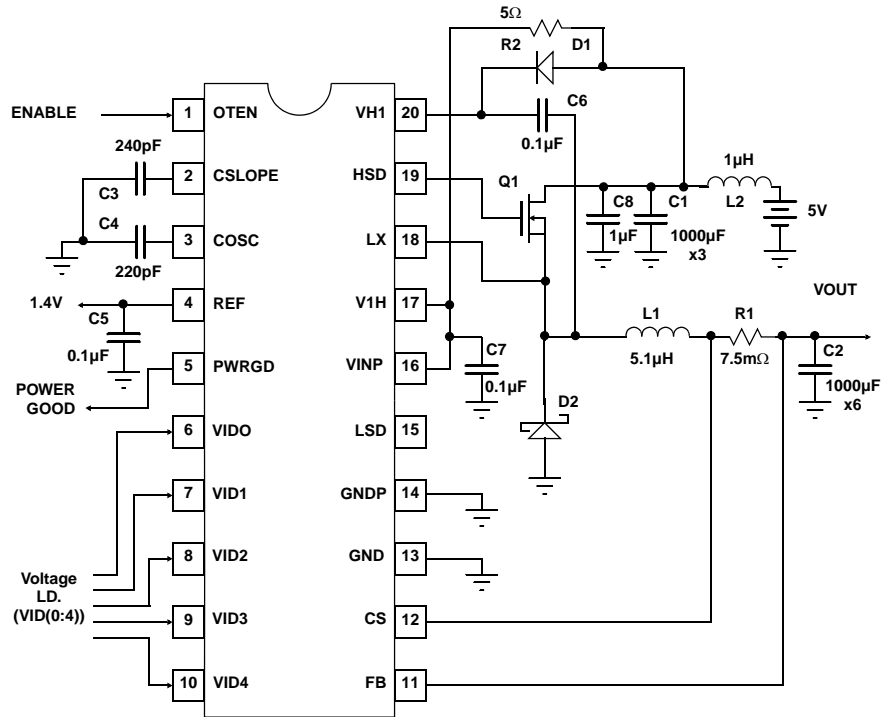 5Ω
R2
D1
ENABLE
1
OTEN
VH1
20
C6
0.1µF
240pF
2
CSLOPE
HSD
19
Q1
1µH
L2
5V
C3
C4
3
COSC
LX
18
C8
1µF
C1
1000µF
x3
220pF
1.4V
4
REF
V1H
17
VOUT
C5
0.1µF
L1
5.1µH
R1
7.5mΩ
5
PWRGD
VINP
16
C7
0.1µF
C2
1000µF
x6
POWER
GOOD
D2
6
VIDO
LSD
15
7
VID1
GNDP
14
8
VID2
GND
13
Voltage
I.D.
(VID(0:4))
9
VID3
CS
12
10
VID4
FB
11